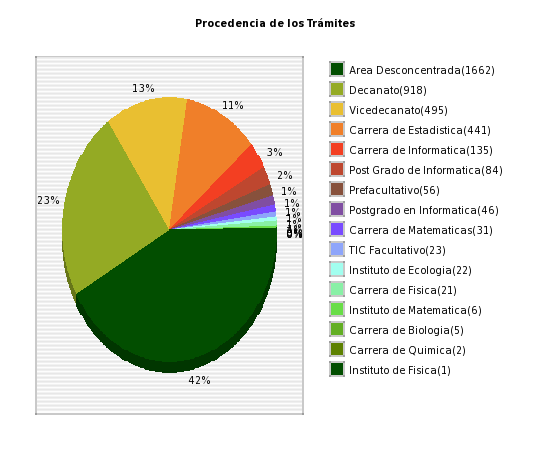 Procedencia de los Trámites
13%
11%
3%
2%
1%
1%
1%
1%
23%
0%
42%
Area Desconcentrada(1662)
Decanato(918)
Vicedecanato(495)
Carrera de Estadistica(441)
Carrera de Informatica(135)
Post Grado de Informatica(84)
Prefacultativo(56)
Postgrado en Informatica(46)
Carrera de Matematicas(31)
TIC Facultativo(23)
Instituto de Ecologia(22)
Carrera de Fisica(21)
Instituto de Matematica(6)
Carrera de Biologia(5)
Carrera de Quimica(2)
Instituto de Fisica(1)